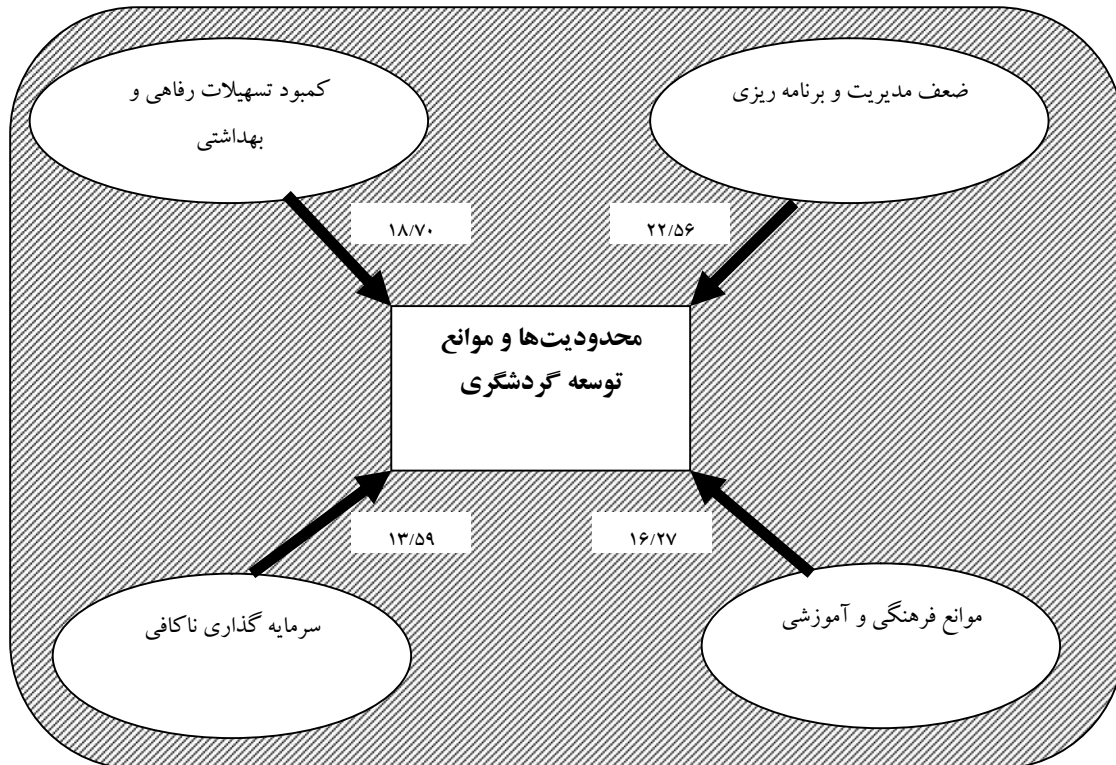 ضعف مدیریت و برنامه ریزی
کمبود تسهیلات رفاهی و
بهداشتی
۲۲/۵۶
۱۸/۷۰
محدودیت‌ها و موانع
توسعه گردشگری
۱۶/۲۷
۱۳/۵۹
موانع فرهنگی و آموزشی
سرمایه گذاری ناکافی